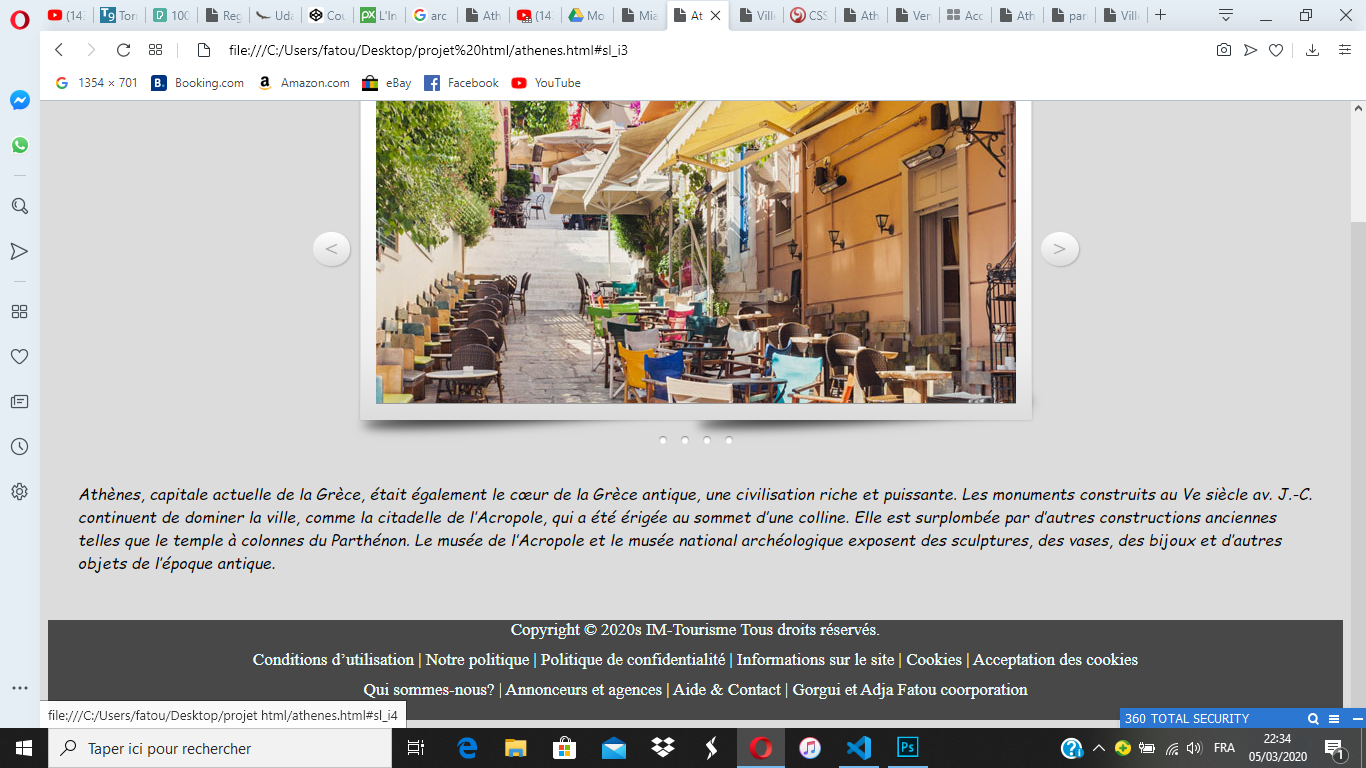 (143
Tor
100
Reg
Uda
Cou
L'In
arc
Ath
(143
Mo
Mia
At
Ville
CSS
Ath
Ver
Acc
Ath
par
Ville
file:///C:/Users/fatou/Desktop/projet%20html/athenes.html#sl_i3
1354 × 701
Booking.com
Amazon.com
eBay
Facebook
YouTube
<
>
Athènes, capitale actuelle de la Grèce, était également le cœur de la Grèce antique, une civilisation riche et puissante. Les monuments construits au Ve siècle av. J.-C.
continuent de dominer la ville, comme la citadelle de l'Acropole, qui a été érigée au sommet d'une colline. Elle est surplombée par d'autres constructions anciennes
telles que le temple à colonnes du Parthénon. Le musée de l'Acropole et le musée national archéologique exposent des sculptures, des vases, des bijoux et d'autres
objets de l'époque antique.
Copyright © 2020s IM-Tourisme Tous droits réservés.
Conditions d’utilisation | Notre politique | Politique de confidentialité | Informations sur le site | Cookies | Acceptation des cookies
Qui sommes-nous? | Annonceurs et agences | Aide & Contact | Gorgui et Adja Fatou coorporation
file:///C:/Users/fatou/Desktop/projet html/athenes.html#sl_i4
360 TOTAL SECURITY
Taper ici pour rechercher
FRA
22:34
05/03/2020
1